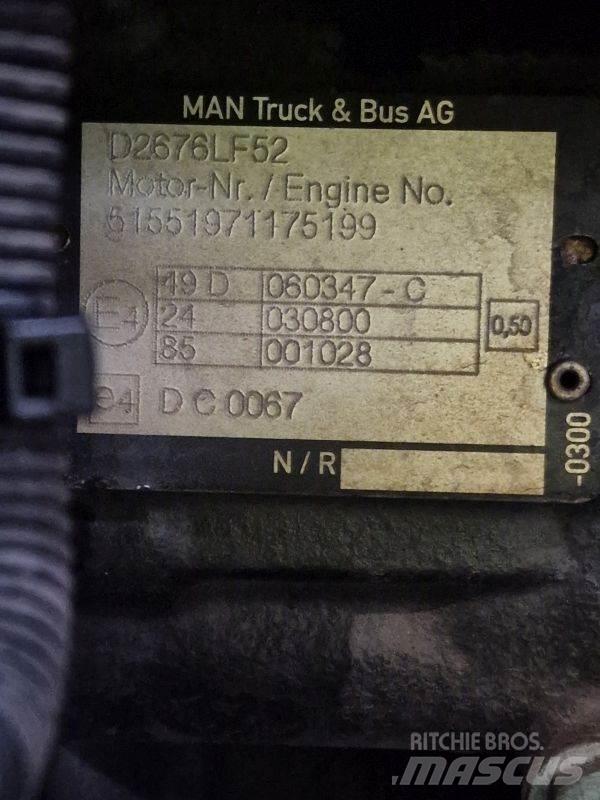 MAN Truck & Bus AG
D2676LF52
Motor-Nr. / Engine No.
51551971175199
E4
49 D 060347-C
24 030800
85 001028
0,50
e4 D C 0067
N / R
-0300
RITCHIE BROS.
MASCUS